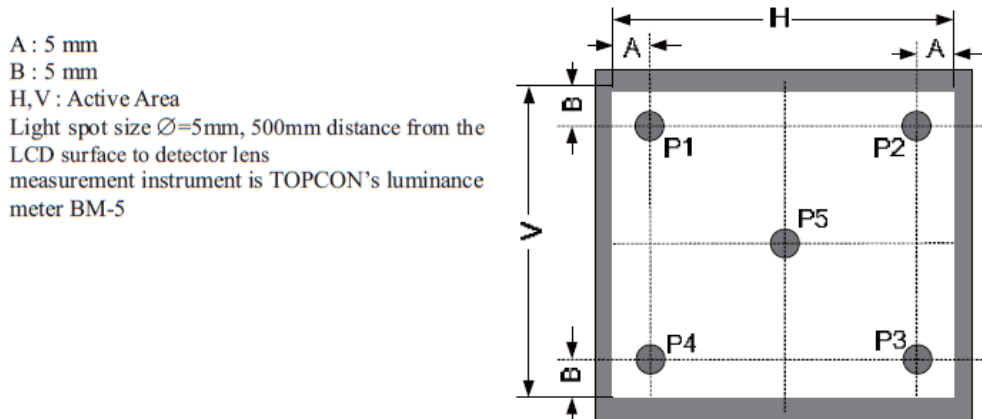 A : 5 mm
B : 5 mm
H,V : Active Area
Light spot size ∅=5mm, 500mm distance from the
LCD surface to detector lens
measurement instrument is TOPCON's luminance
meter BM-5
H
A
A
B
P1
P2
V
P5
P4
P3
B